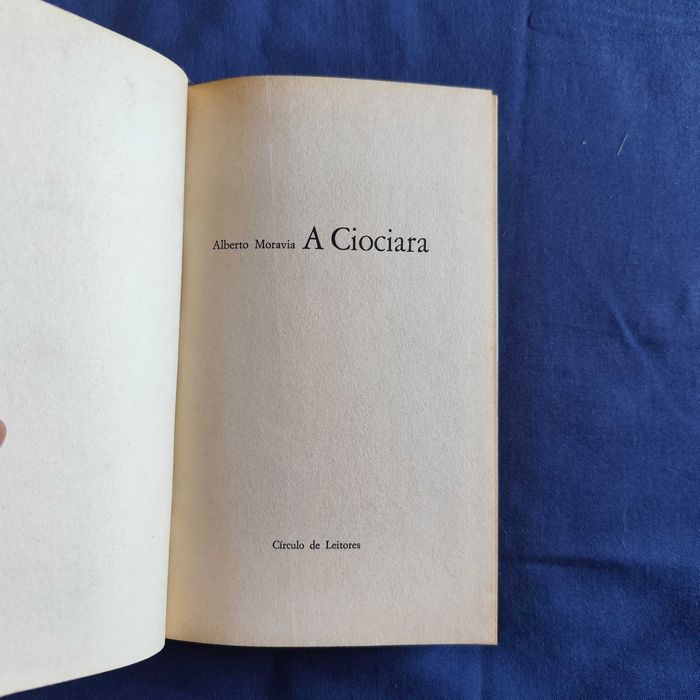 Alberto Moravia A Ciociara
Círculo de Leitores